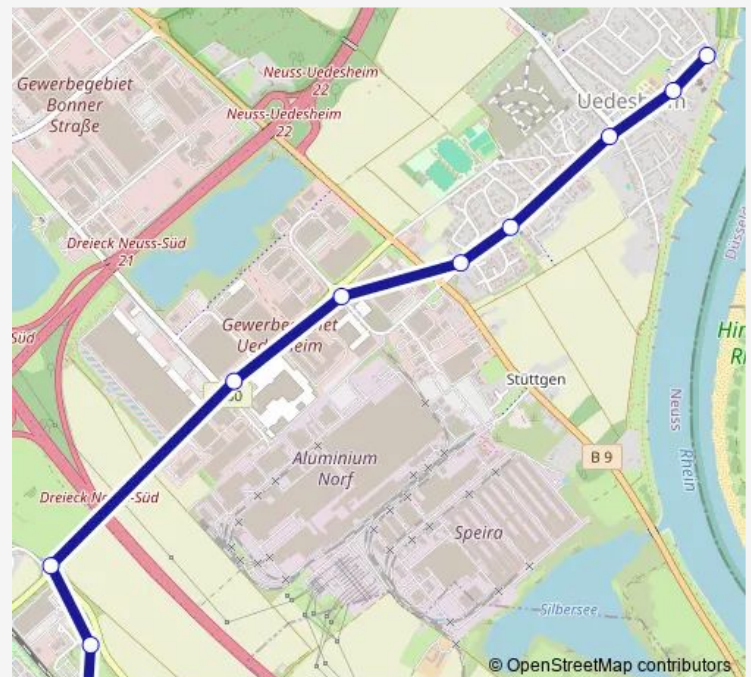 Gewerbegebiet
Bonner
Straße
Neuss-Uedesheim
22
Neuss-Uedesheim
22
Uedesheim
Dreieck Neuss-Süd
21
Düssel
Süd
Gewerbegebiet
Uedesheim
Stüttgen
Neuss
Rhein
Aluminium
Norf
B 9
Dreieck Neuss-Süd
Speira
Silbersee
© OpenStreetMap contributors